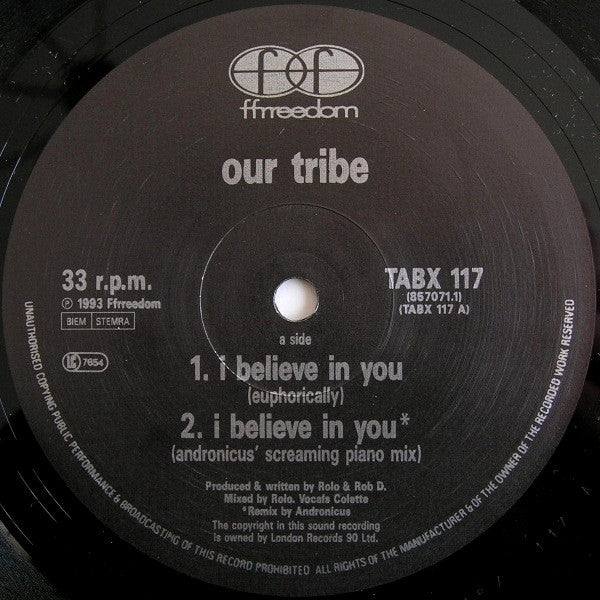 ffrreedom
our tribe
33 r.p.m.
℗ 1993 Ffrreedom
BIEM STEMRA
LC 7654
TABX 117
(857071.1)
(TABX 117 A)
a side
1. i believe in you
(euphorically)
2. i believe in you*
(andronicus' screaming piano mix)
Produced & written by Rolo & Rob D.
Mixed by Rolo. Vocals Colette
*Remix by Andronicus
The copyright in this sound recording
is owned by London Records 90 Ltd.
UNAUTHORISED COPYING PUBLIC PERFORMANCE & BROADCASTING OF THIS RECORD PROHIBITED ALL RIGHTS OF THE MANUFACTURER & OF THE OWNER OF THE RECORDED WORK RESERVED